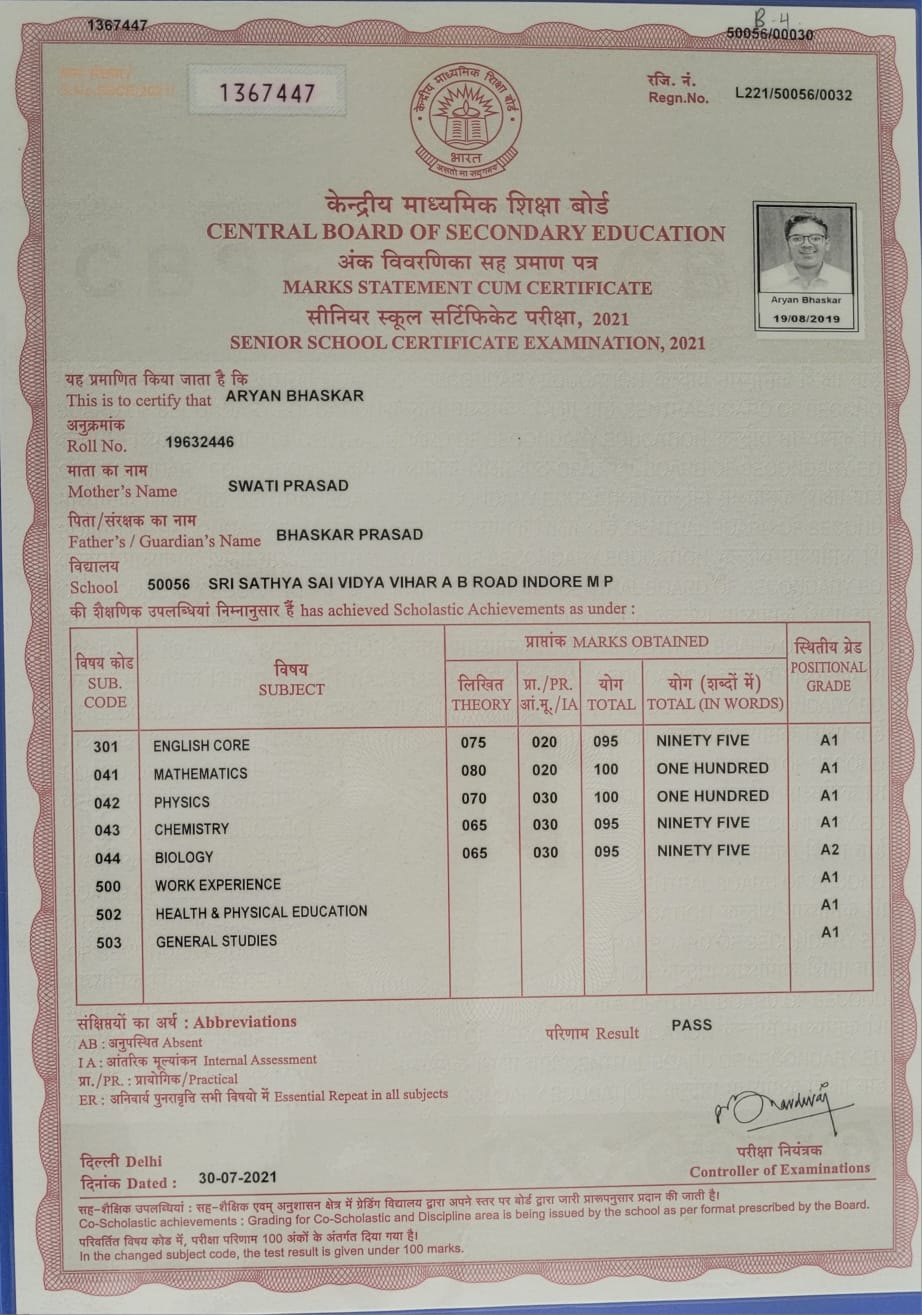 1367447
B-4
50056/00030
1367447
रजि. नं.
Regn.No. L221/50056/0032
केन्द्रीय माध्यमिक शिक्षा बोर्ड
भारत
असतो मा सद्गमय
केन्द्रीय माध्यमिक शिक्षा बोर्ड
CENTRAL BOARD OF SECONDARY EDUCATION
अंक विवरणिका सह प्रमाण पत्र
MARKS STATEMENT CUM CERTIFICATE
सीनियर स्कूल सर्टिफिकेट परीक्षा, 2021
SENIOR SCHOOL CERTIFICATE EXAMINATION, 2021
Aryan Bhaskar
19/08/2019
यह प्रमाणित किया जाता है कि
This is to certify that ARYAN BHASKAR
अनुक्रमांक
Roll No. 19632446
माता का नाम
Mother's Name SWATI PRASAD
पिता/संरक्षक का नाम
Father's / Guardian's Name BHASKAR PRASAD
विद्यालय
School 50056 SRI SATHYA SAI VIDYA VIHAR A B ROAD INDORE M P
की शैक्षणिक उपलब्धियां निम्नानुसार हैं has achieved Scholastic Achievements as under :
विषय कोड
SUB.
CODE
विषय
SUBJECT
प्राप्तांक MARKS OBTAINED
लिखित
THEORY
प्रा./PR.
आं.मू./IA
योग
TOTAL
योग (शब्दों में)
TOTAL (IN WORDS)
स्थितीय ग्रेड
POSITIONAL
GRADE
301 ENGLISH CORE 075 020 095 NINETY FIVE A1
041 MATHEMATICS 080 020 100 ONE HUNDRED A1
042 PHYSICS 070 030 100 ONE HUNDRED A1
043 CHEMISTRY 065 030 095 NINETY FIVE A1
044 BIOLOGY 065 030 095 NINETY FIVE A2
500 WORK EXPERIENCE A1
502 HEALTH & PHYSICAL EDUCATION A1
503 GENERAL STUDIES A1
संक्षिप्तयों का अर्थ : Abbreviations
AB : अनुपस्थित Absent
I A : आंतरिक मूल्यांकन Internal Assessment
प्रा./PR. : प्रायोगिक/Practical
ER : अनिवार्य पुनरावृत्ति सभी विषयो में Essential Repeat in all subjects
परिणाम Result PASS
दिल्ली Delhi
दिनांक Dated : 30-07-2021
परीक्षा नियंत्रक
Controller of Examinations
सह-शैक्षिक उपलब्धियां : सह-शैक्षिक एवम् अनुशासन क्षेत्र में ग्रेडिंग विद्यालय द्वारा अपने स्तर पर बोर्ड द्वारा जारी प्रारूपनुसार प्रदान की जाती है।
Co-Scholastic achievements : Grading for Co-Scholastic and Discipline area is being issued by the school as per format prescribed by the Board.
परिवर्तित विषय कोड में, परीक्षा परिणाम 100 अंकों के अंतर्गत दिया गया है।
In the changed subject code, the test result is given under 100 marks.